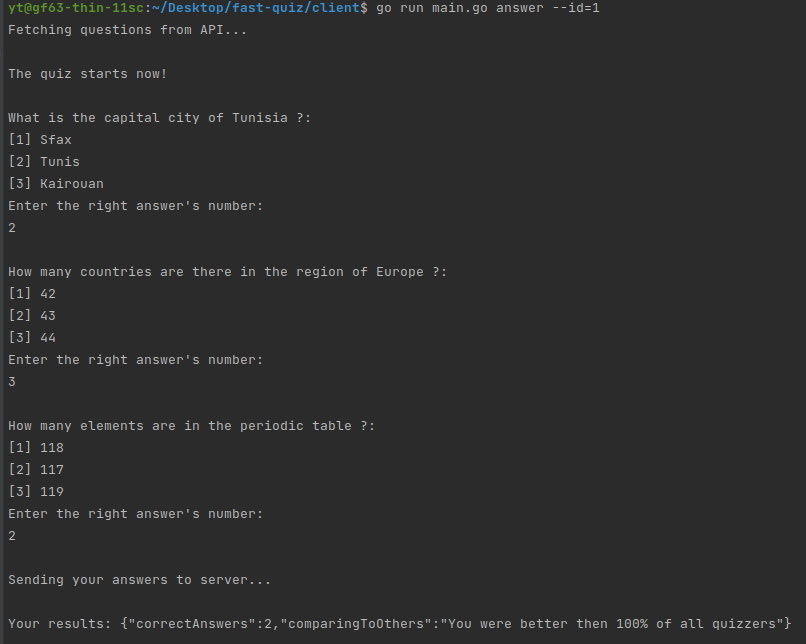 yt@gf63-thin-11sc:~/Desktop/fast-quiz/client$ go run main.go answer --id=1
Fetching questions from API...
The quiz starts now!
What is the capital city of Tunisia ?:
[1] Sfax
[2] Tunis
[3] Kairouan
Enter the right answer's number:
2
How many countries are there in the region of Europe ?:
[1] 42
[2] 43
[3] 44
Enter the right answer's number:
3
How many elements are in the periodic table ?:
[1] 118
[2] 117
[3] 119
Enter the right answer's number:
2
Sending your answers to server...
Your results: {"correctAnswers":2,"comparingToOthers":"You were better then 100% of all quizzers"}